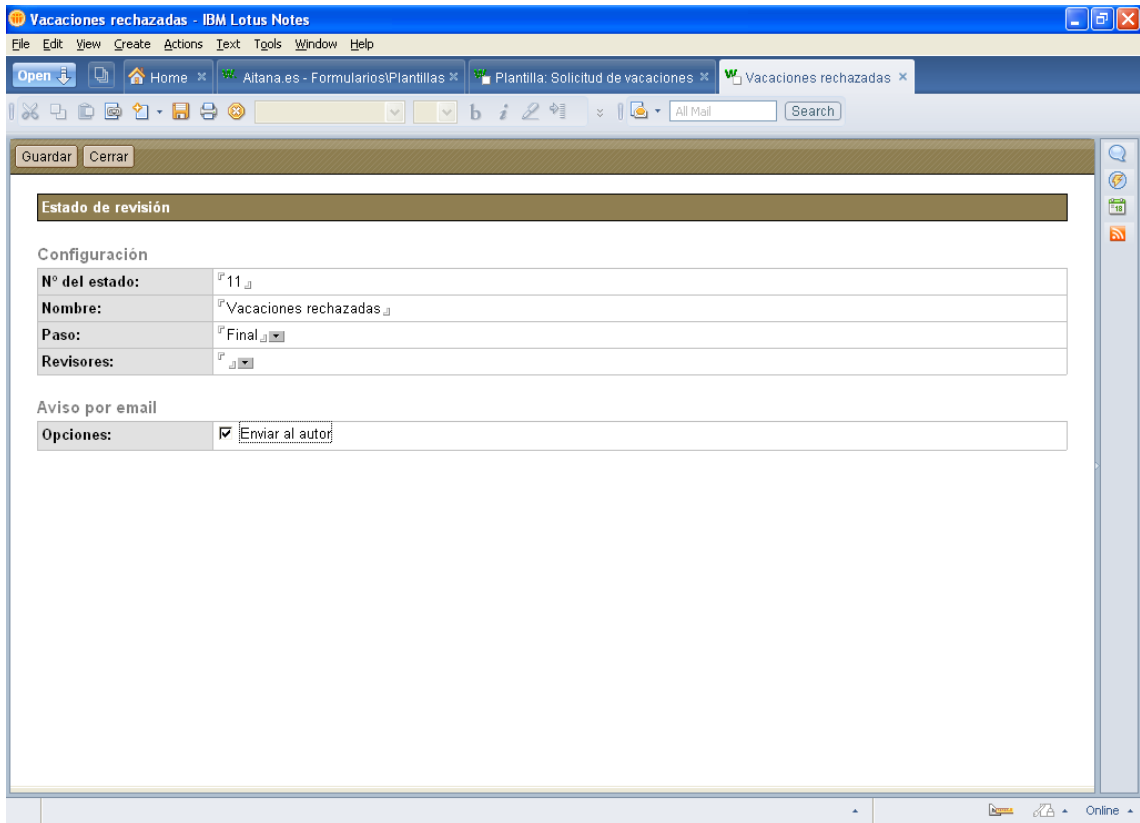 Vacaciones rechazadas - IBM Lotus Notes
File Edit View Create Actions Text Tools Window Help
Open Home Aitana.es - Formularios\Plantillas Plantilla: Solicitud de vacaciones Vacaciones rechazadas
b i All Mail Search
Guardar Cerrar
Estado de revisión
Configuración
Nº del estado: 11
Nombre: Vacaciones rechazadas
Paso: Final
Revisores:
Aviso por email
Opciones: Enviar al autor
Online